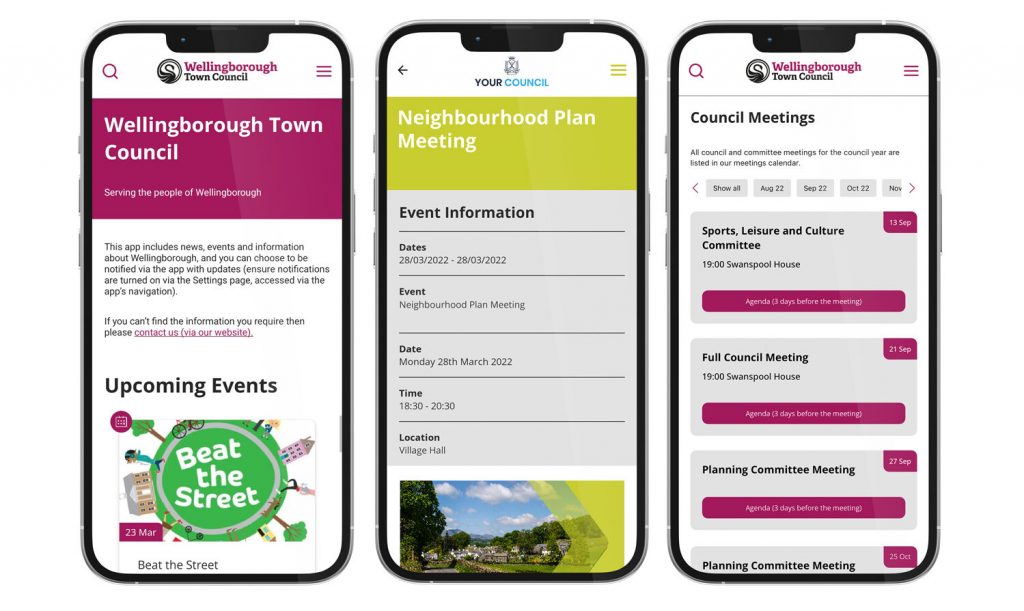 Wellingborough
Town Council
Wellingborough Town
Council
Serving the people of Wellingborough
This app includes news, events and information
about Wellingborough, and you can choose to be
notified via the app with updates (ensure notifications
are turned on via the Settings page, accessed via the
app's navigation).
If you can't find the information you require then
please contact us (via our website).
Upcoming Events
Beat
the
Street
23 Mar
Beat the Street
YOUR COUNCIL
Neighbourhood Plan
Meeting
Event Information
Dates
28/03/2022 - 28/03/2022
Event
Neighbourhood Plan Meeting
Date
Monday 28th March 2022
Time
18:30 - 20:30
Location
Village Hall
Wellingborough
Town Council
Council Meetings
All council and committee meetings for the council year are
listed in our meetings calendar.
Show all Aug 22 Sep 22 Oct 22 Nov
13 Sep
Sports, Leisure and Culture
Committee
19:00 Swanspool House
Agenda (3 days before the meeting)
21 Sep
Full Council Meeting
19:00 Swanspool House
Agenda (3 days before the meeting)
27 Sep
Planning Committee Meeting
Agenda (3 days before the meeting)
25 Oct
Planning Committee Meeting